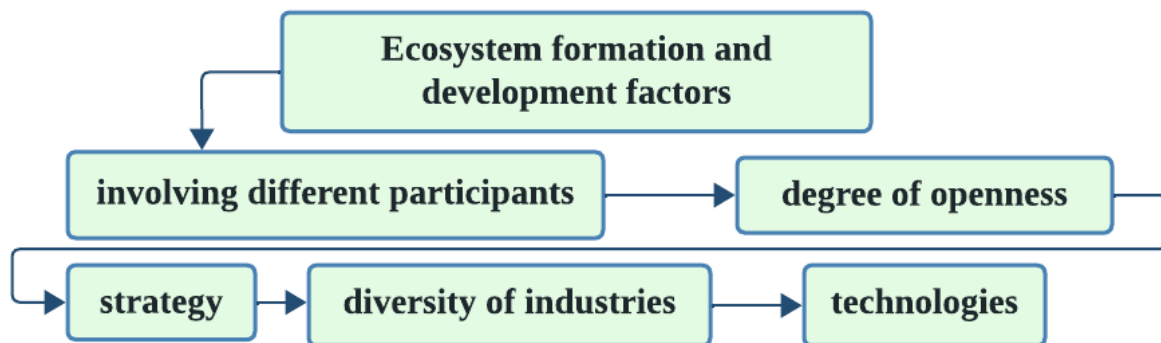 Ecosystem formation and
development factors
involving different participants
degree of openness
strategy
diversity of industries
technologies